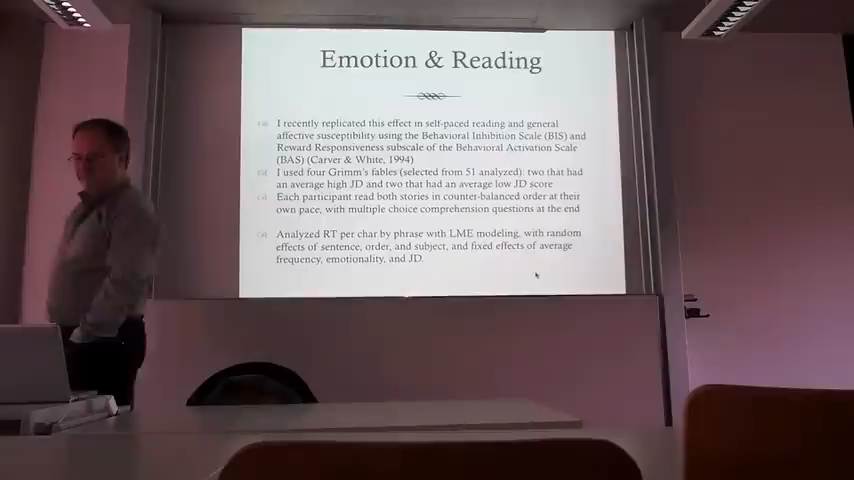 Emotion & Reading
I recently replicated this effect in self-paced reading and general
affective susceptibility using the Behavioral Inhibition Scale (BIS) and
Reward Responsiveness subscale of the Behavioral Activation Scale
(BAS) (Carver & White, 1994)
I used four Grimm's fables (selected from 51 analyzed): two that had
an average high JD and two that had an average low JD score
Each participant read both stories in counter-balanced order at their
own pace, with multiple choice comprehension questions at the end
Analyzed RT per char by phrase with LME modeling, with random
effects of sentence, order, and subject, and fixed effects of average
frequency, emotionality, and JD.